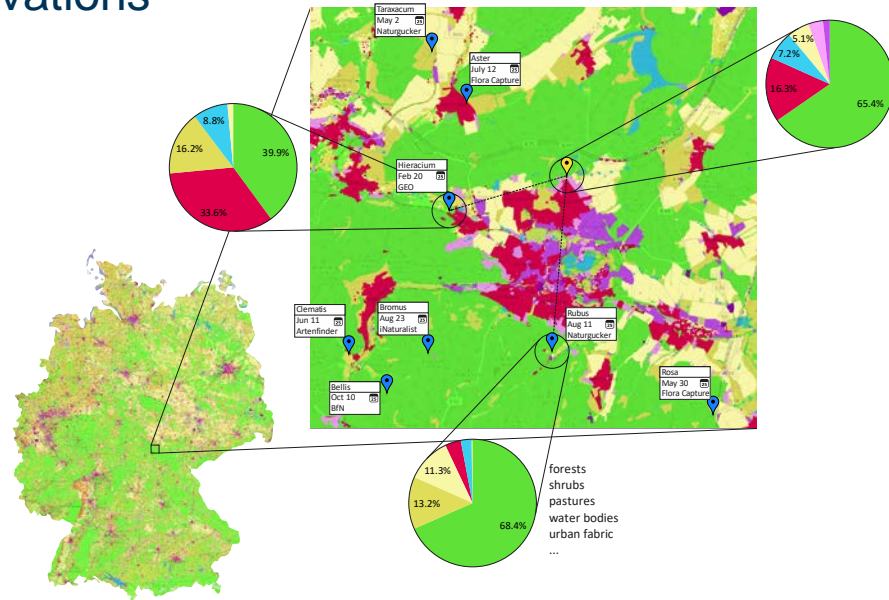 vations
Taraxacum
May 2
Naturgucker
Aster
July 12
Flora Capture
Hieracium
Feb 20
GEO
Clematis
Jun 11
Artenfinder
Bromus
Aug 23
iNaturalist
Bellis
Oct 10
BfN
Rubus
Aug 11
Naturgucker
Rosa
May 30
Flora Capture
8.8%
16.2%
39.9%
33.6%
5.1%
7.2%
16.3%
65.4%
11.3%
13.2%
68.4%
forests
shrubs
pastures
water bodies
urban fabric
...